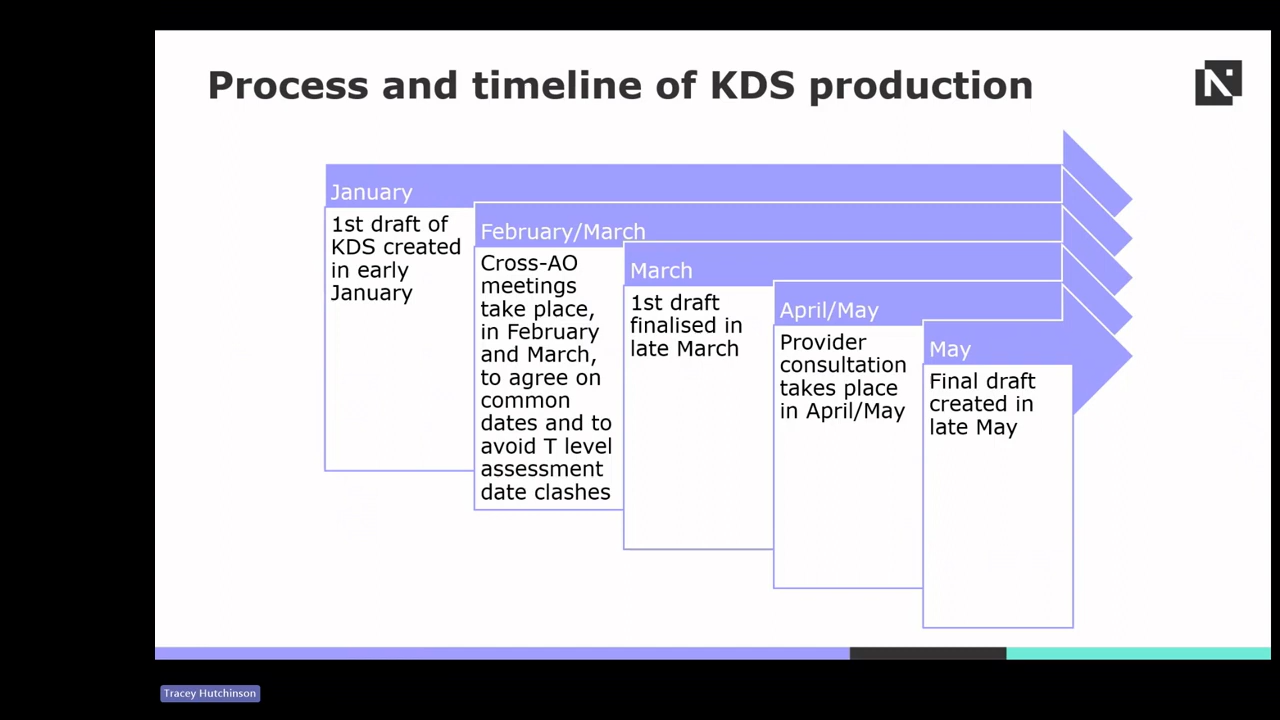 Process and timeline of KDS production
January
1st draft of
KDS created
in early
January
February/March
Cross-AO
meetings
take place,
in February
and March,
to agree on
common
dates and to
avoid T level
assessment
date clashes
March
1st draft
finalised in
late March
April/May
Provider
consultation
takes place
in April/May
May
Final draft
created in
late May
Tracey Hutchinson